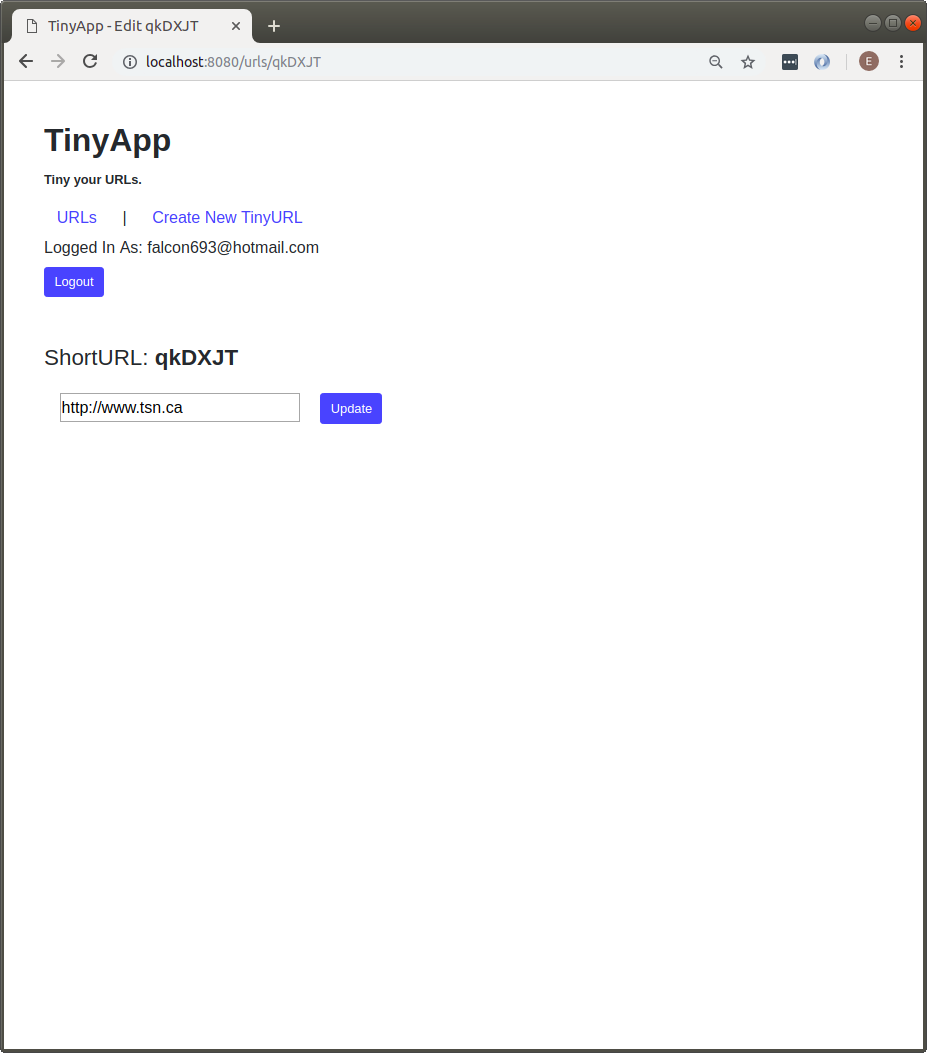 TinyApp - Edit qkDXJT
localhost:8080/urls/qkDXJT
E
TinyApp
Tiny your URLs.
URLs | Create New TinyURL
Logged In As: falcon693@hotmail.com
Logout
ShortURL: qkDXJT
http://www.tsn.ca Update